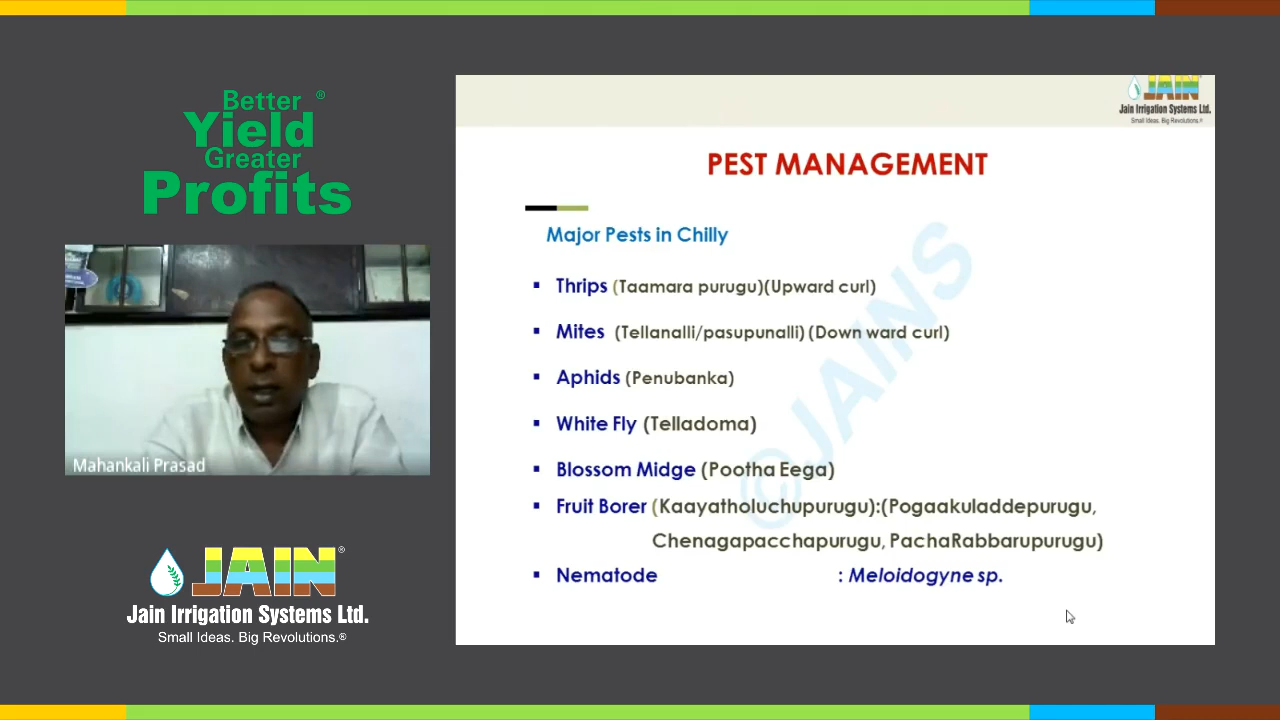 Better ®
Yield
Greater
Profits
Mahankali Prasad
JAIN®
Jain Irrigation Systems Ltd.
Small Ideas. Big Revolutions.®
JAIN
Jain Irrigation Systems Ltd.
Small Ideas. Big Revolutions.®
PEST MANAGEMENT
Major Pests in Chilly
▪ Thrips (Taamara purugu)(Upward curl)
▪ Mites (Tellanalli/pasupunalli) (Down ward curl)
▪ Aphids (Penubanka)
▪ White Fly (Telladoma)
▪ Blossom Midge (Pootha Eega)
▪ Fruit Borer (Kaayatholuchupurugu):(Pogaakuladdepurugu,
Chenagapacchapurugu, PachaRabbarupurugu)
▪ Nematode : Meloidogyne sp.
©JAINS